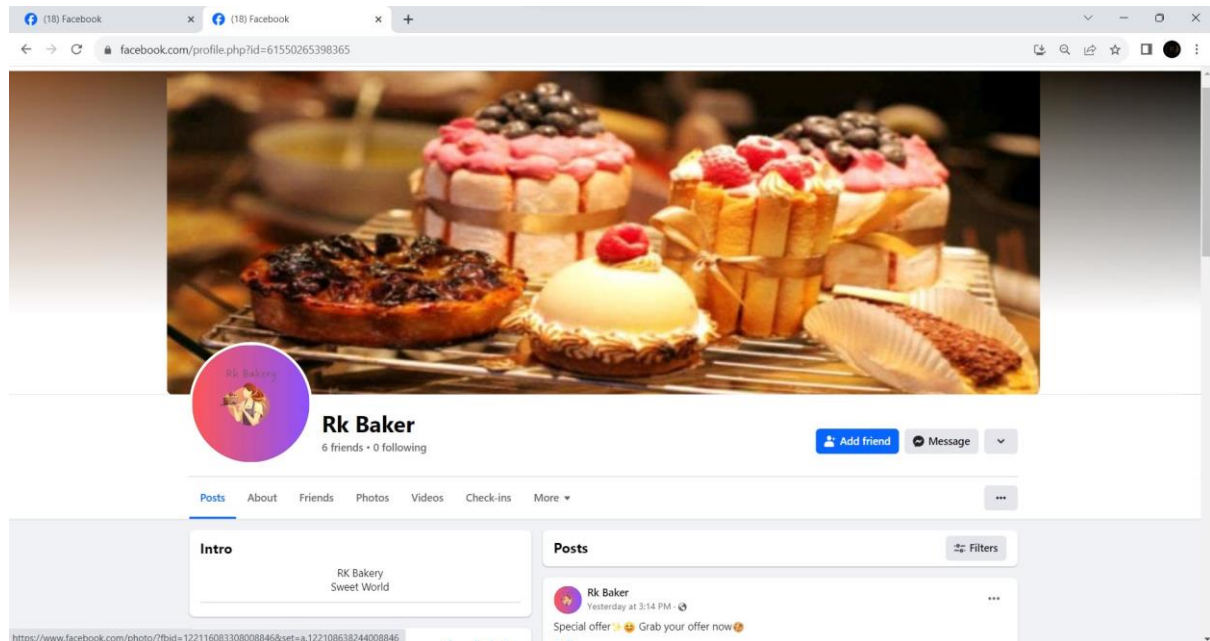 (18) Facebook
(18) Facebook
facebook.com/profile.php?id=61550265398365
Rk Bakery
Rk Baker
6 friends • 0 following
Add friend
Message
Posts About Friends Photos Videos Check-ins More
Intro
RK Bakery
Sweet World
Posts
Filters
Rk Baker
Yesterday at 3:14 PM ·
Special offer✨😋 Grab your offer now🥰
https://www.facebook.com/photo/?fbid=122116083308008846&set=a.122108638244008846